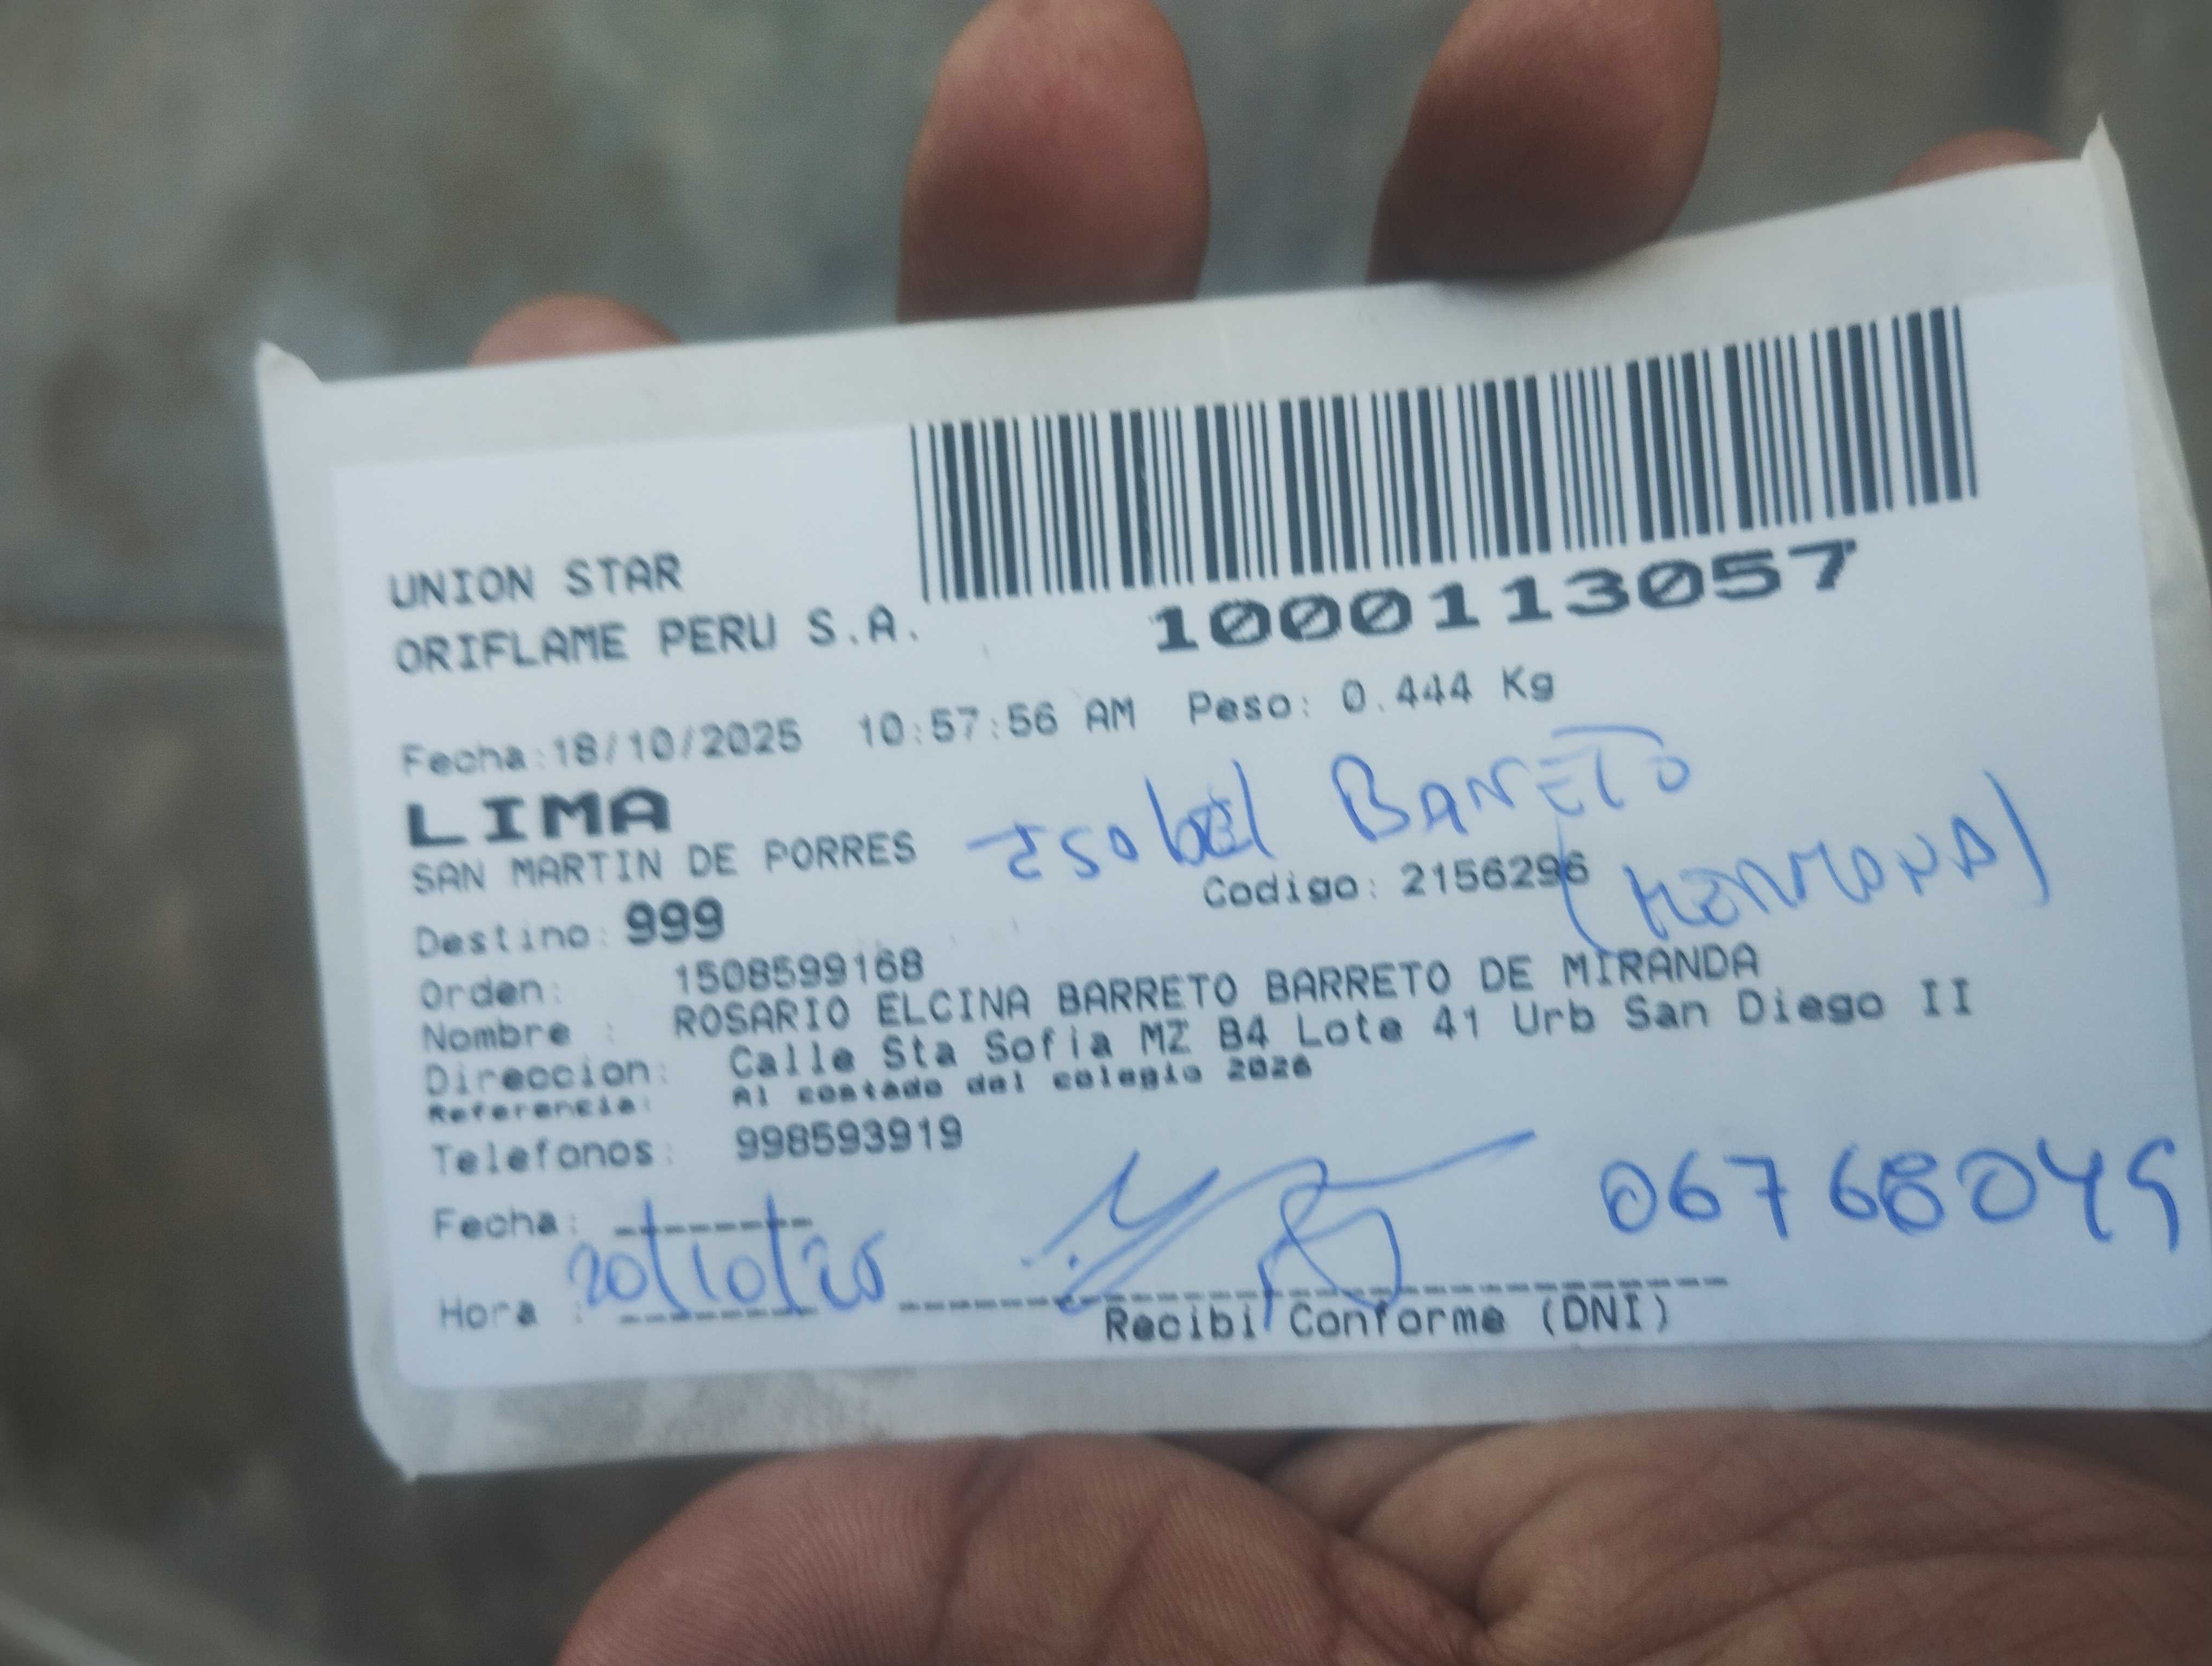 UNION STAR
ORIFLAME PERU S.A.
1000113057
Fecha:18/10/2025 10:57:56 AM Peso: 0.444 Kg
LIMA
SAN MARTIN DE PORRES
Isabel BARRETO
(HERMANA)
Destino: 999 Codigo: 2156296
Orden: 1508599168
Nombre : ROSARIO ELCINA BARRETO BARRETO DE MIRANDA
Direccion: Calle Sta Sofia MZ B4 Lote 41 Urb San Diego II
Referencia: Al costado del colegio 2026
Telefonos: 998593919
Fecha:
20/10/25
06768049
Hora :
Recibi Conforme (DNI)